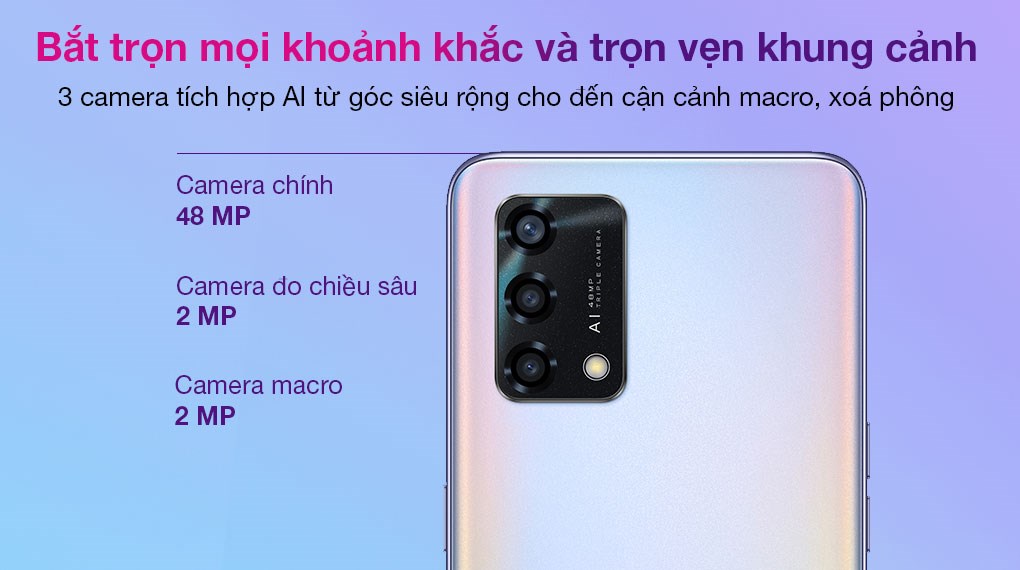 Bắt trọn mọi khoảnh khắc và trọn vẹn khung cảnh
3 camera tích hợp AI từ góc siêu rộng cho đến cận cảnh macro, xoá phông
Camera chính
48 MP
Camera đo chiều sâu
2 MP
Camera macro
2 MP
AI 48MP
TRIPLE CAMERA